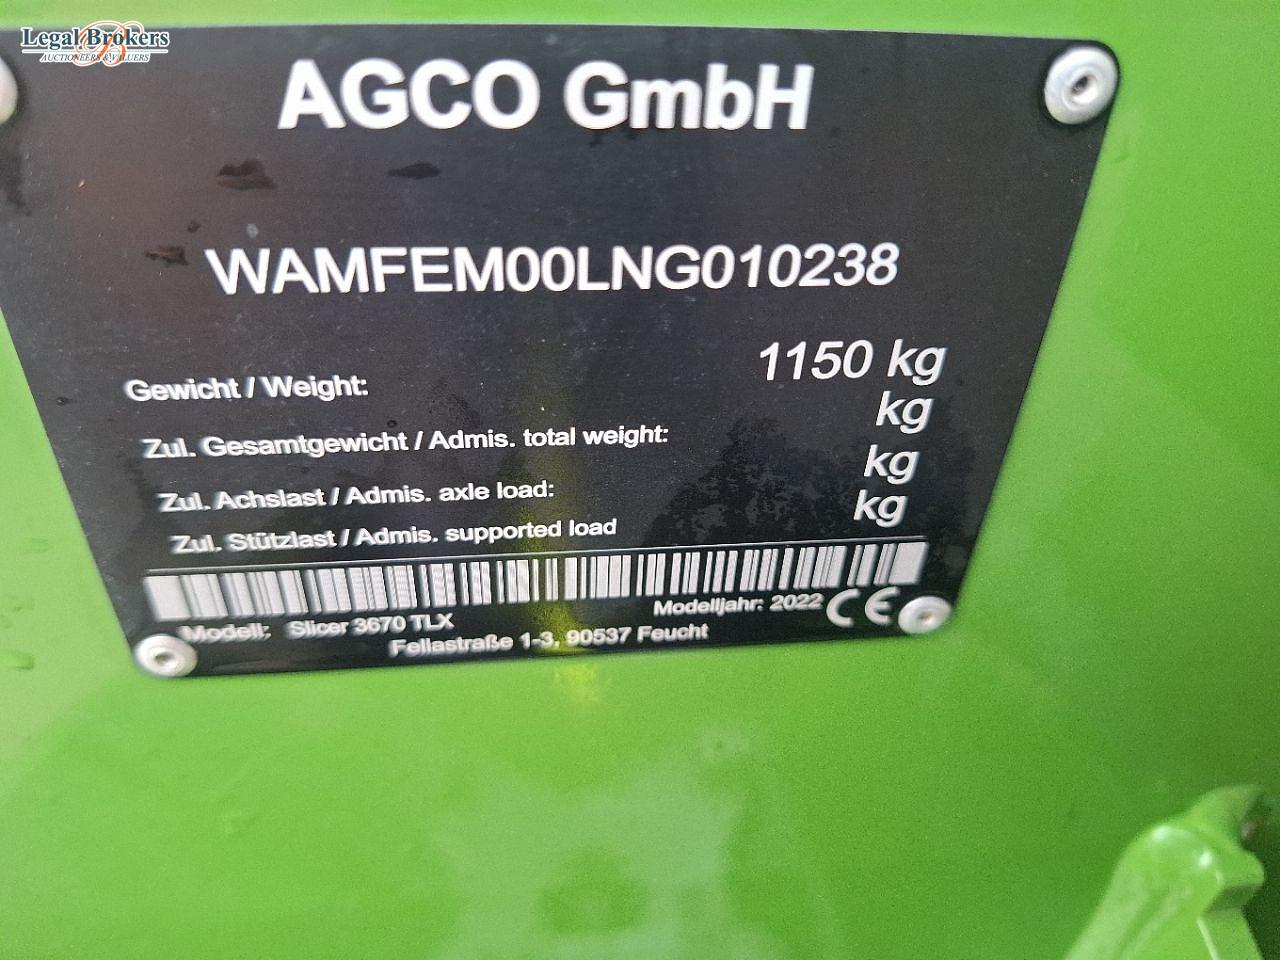 Legal Brokers
AUCTIONEERS & VALUERS
AGCO GmbH
WAMFEM00LNG010238
Gewicht / Weight: 1150 kg
Zul. Gesamtgewicht / Admis. total weight: kg
Zul. Achslast / Admis. axle load: kg
Zul. Stützlast / Admis. supported load kg
Modell: Slicer 3670 TLX Modelljahr: 2022 CE
Fellastraße 1-3, 90537 Feucht